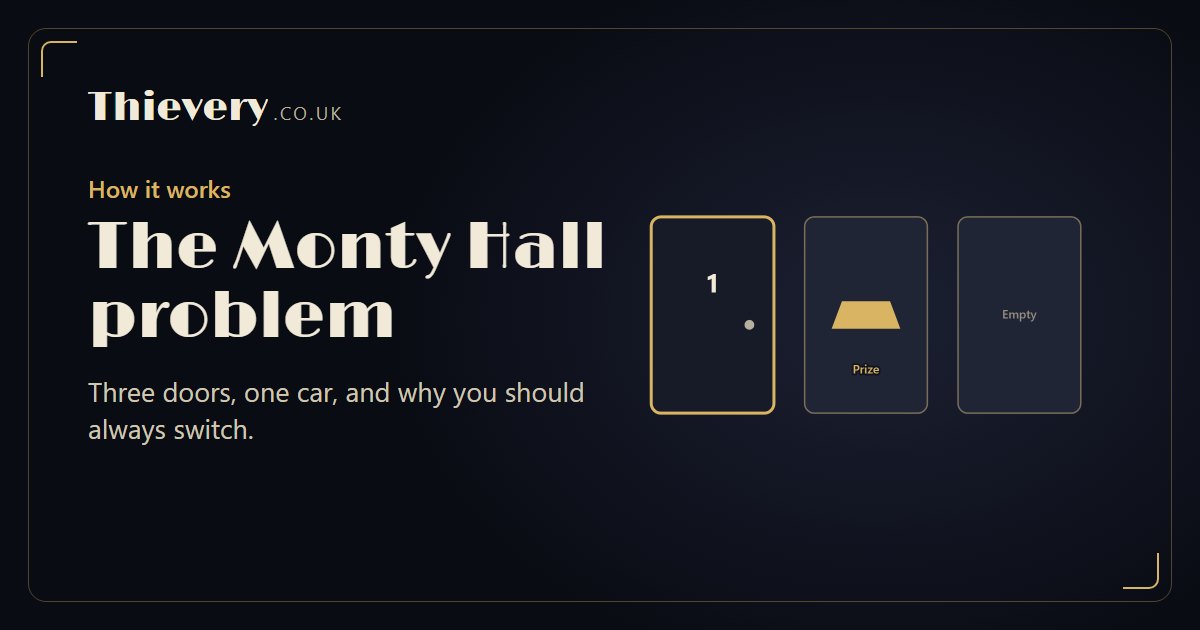 Thievery.CO.UK
How it works
The Monty Hall
problem
Three doors, one car, and why you should
always switch.
1
Prize
Empty